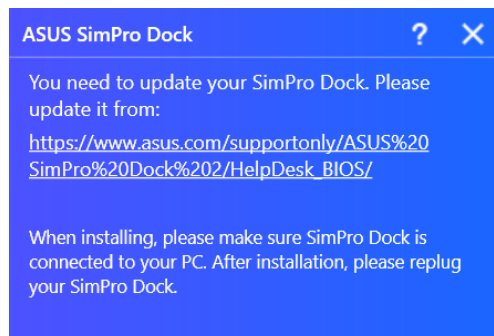 ASUS SimPro Dock ?
You need to update your SimPro Dock. Please
update it from:
https://www.asus.com/supportonly/ASUS%20
SimPro%20Dock%202/HelpDesk_BIOS/
When installing, please make sure SimPro Dock is
connected to your PC. After installation, please replug
your SimPro Dock.